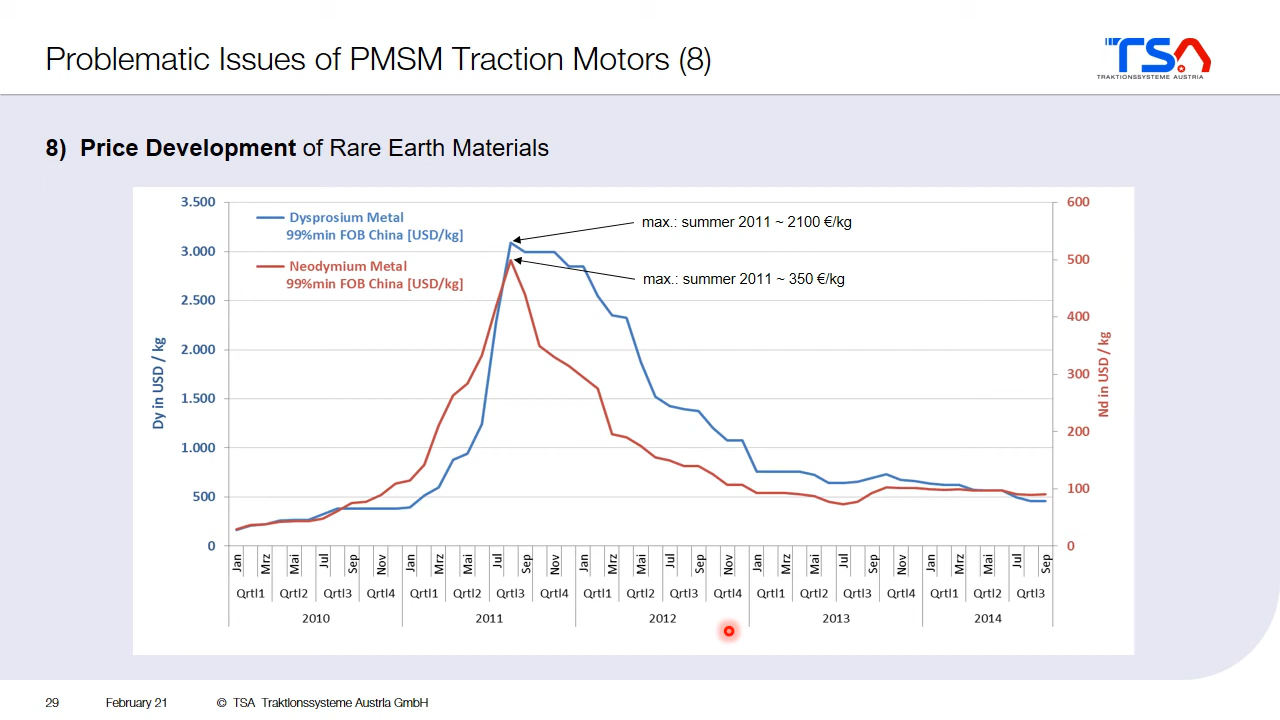 Problematic Issues of PMSM Traction Motors (8)
TSA
TRAKTIONSSYSTEME AUSTRIA
8) Price Development of Rare Earth Materials
3.500
3.000
2.500
2.000
1.500
1.000
500
0
Dy in USD / kg
Dysprosium Metal
99%min FOB China [USD/kg]
Neodymium Metal
99%min FOB China [USD/kg]
max.: summer 2011 ~ 2100 €/kg
max.: summer 2011 ~ 350 €/kg
600
500
400
300
200
100
0
Nd in USD / kg
Jan Mrz Mai Jul Sep Nov Jan Mrz Mai Jul Sep Nov Jan Mrz Mai Jul Sep Nov Jan Mrz Mai Jul Sep Nov Jan Mrz Mai Jul Sep
Qrtl1 Qrtl2 Qrtl3 Qrtl4 Qrtl1 Qrtl2 Qrtl3 Qrtl4 Qrtl1 Qrtl2 Qrtl3 Qrtl4 Qrtl1 Qrtl2 Qrtl3 Qrtl4 Qrtl1 Qrtl2 Qrtl3
2010 2011 2012 2013 2014
29 February 21 © TSA Traktionssysteme Austria GmbH